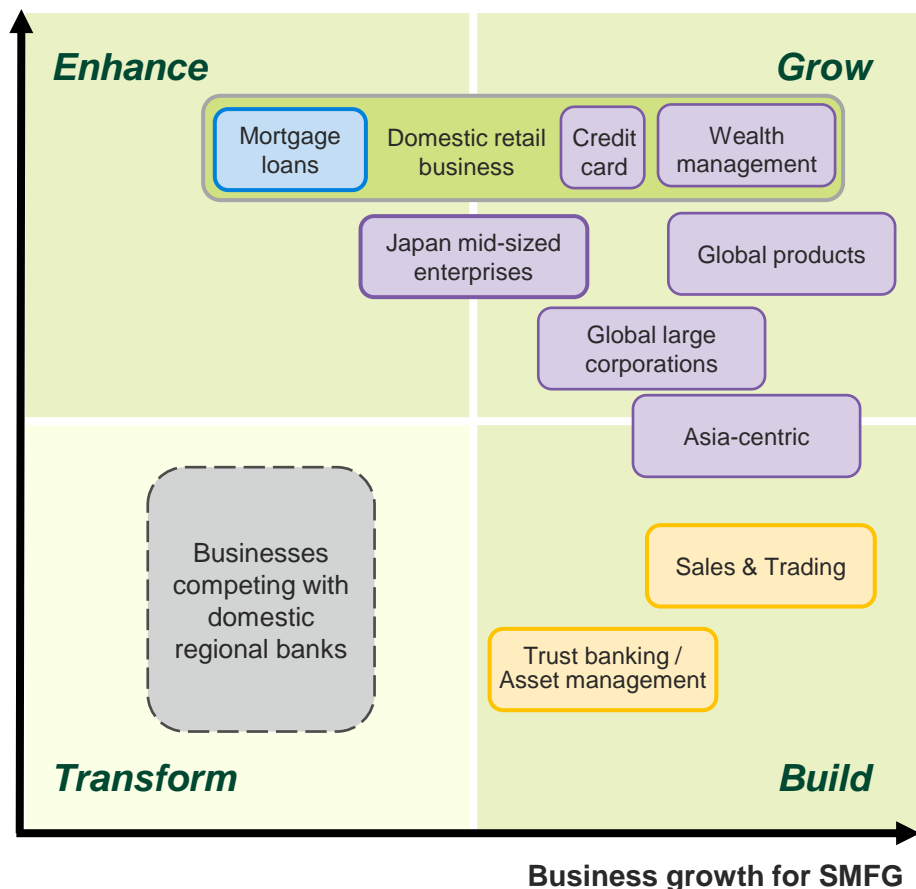 Enhance
Grow
Mortgage
loans
Domestic retail
business
Credit
card
Wealth
management
Japan mid-sized
enterprises
Global products
Global large
corporations
Asia-centric
Businesses
competing with
domestic
regional banks
Sales & Trading
Trust banking /
Asset management
Transform
Build
Business growth for SMFG